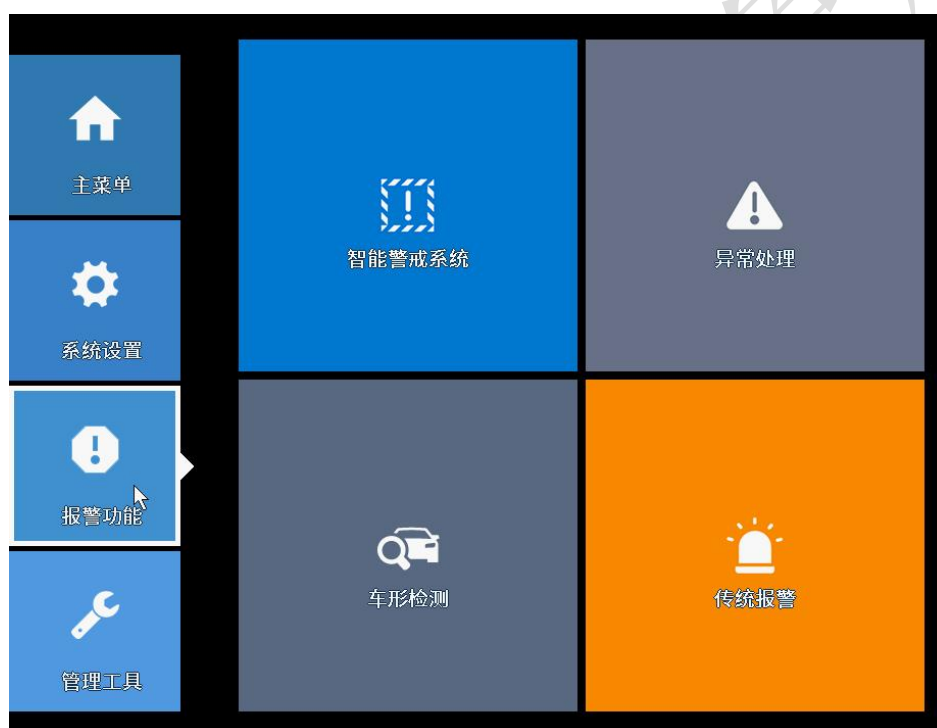 主菜单
系统设置
报警功能
管理工具
智能警戒系统
异常处理
车形检测
传统报警